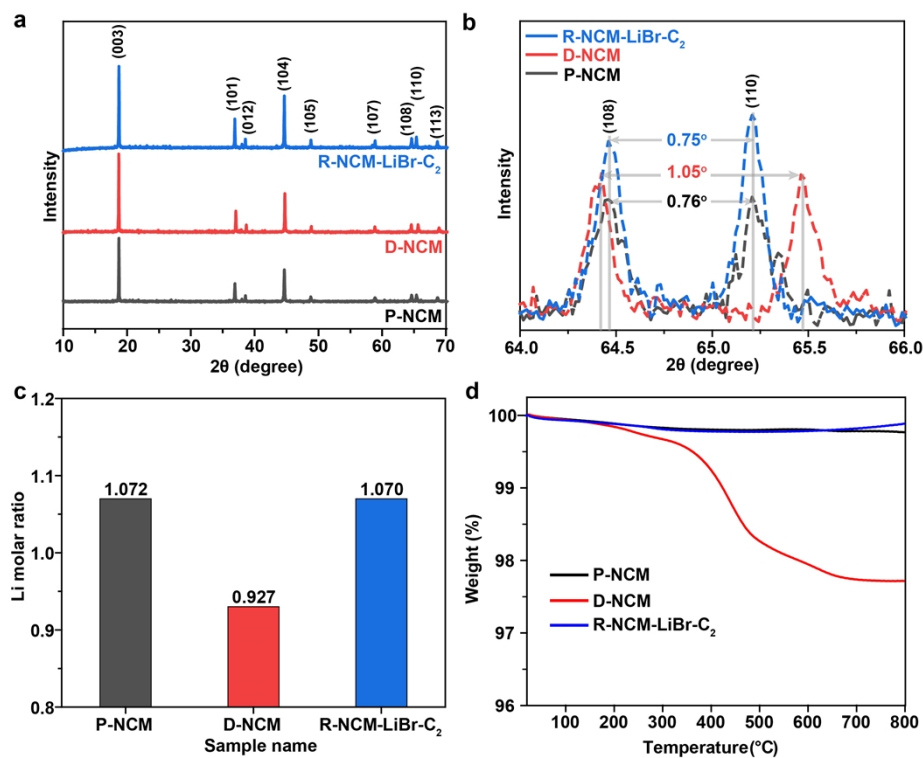 a
(003)
(101)
(012)
(104)
(105)
(107)
(108)
(110)
(113)
R-NCM-LiBr-C₂
D-NCM
P-NCM
Intensity
10 20 30 40 50 60 70
2θ (degree)
b
R-NCM-LiBr-C₂
D-NCM
P-NCM
(108)
(110)
0.75°
1.05°
0.76°
Intensity
64.0 64.5 65.0 65.5 66.0
2θ (degree)
c
1.2
1.1
1.0
0.9
0.8
Li molar ratio
1.072
0.927
1.070
P-NCM D-NCM R-NCM-LiBr-C₂
Sample name
d
100
99
98
97
96
Weight (%)
P-NCM
D-NCM
R-NCM-LiBr-C₂
100 200 300 400 500 600 700 800
Temperature(°C)